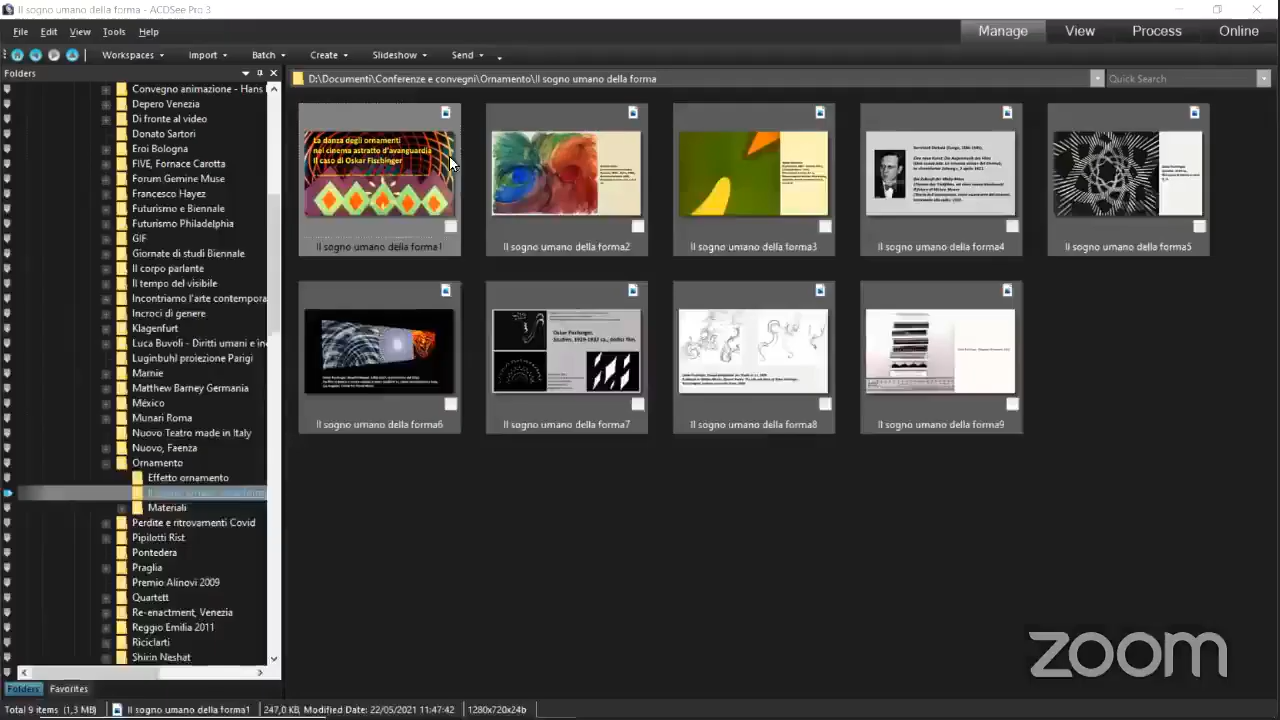 Il sogno umano della forma - ACDSee Pro 3
File Edit View Tools Help
Manage View Process Online
Workspaces Import Batch Create Slideshow Send
Folders
D:\Documenti\Conferenze e convegni\Ornamento\Il sogno umano della forma
Quick Search
Convegno animazione - Hans
Depero Venezia
Di fronte al video
Donato Sartori
Eroi Bologna
FIVE, Fornace Carotta
Forum Gemine Muse
Francesco Hayez
Futurismo e Biennale
Futurismo Philadelphia
GIF
Giornate di studi Biennale
Il corpo parlante
Il tempo del visibile
Incontriamo l'arte contempora
Incroci di genere
Klagenfurt
Luca Buvoli - Diritti umani e in
Luginbuhl proiezione Parigi
Marnie
Matthew Barney Germania
México
Munari Roma
Nuovo Teatro made in Italy
Nuovo, Faenza
Ornamento
Effetto ornamento
Materiali
Perdite e ritrovamenti Covid
Pipilotti Rist
Pontedera
Praglia
Premio Alinovi 2009
Quartett
Re-enactment, Venezia
Reggio Emilia 2011
Riciclarti
Shirin Neshat
La danza degli ornamenti
nel cinema astratto d'avanguardia
Il caso di Oskar Fischinger
Il sogno umano della forma1
Il sogno umano della forma2
Il sogno umano della forma3
Il sogno umano della forma4
Il sogno umano della forma5
Oskar Fischinger,
Il sogno umano della forma6
Il sogno umano della forma7
Il sogno umano della forma8
Il sogno umano della forma9
zoom
Folders Favorites
Total 9 items (1,3 MB) Il sogno umano della forma1 247,0 KB, Modified Date: 22/05/2021 11:47:42 1280x720x24b